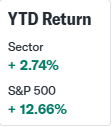 YTD Return
Sector
+ 2.74%
S&P 500
+ 12.66%